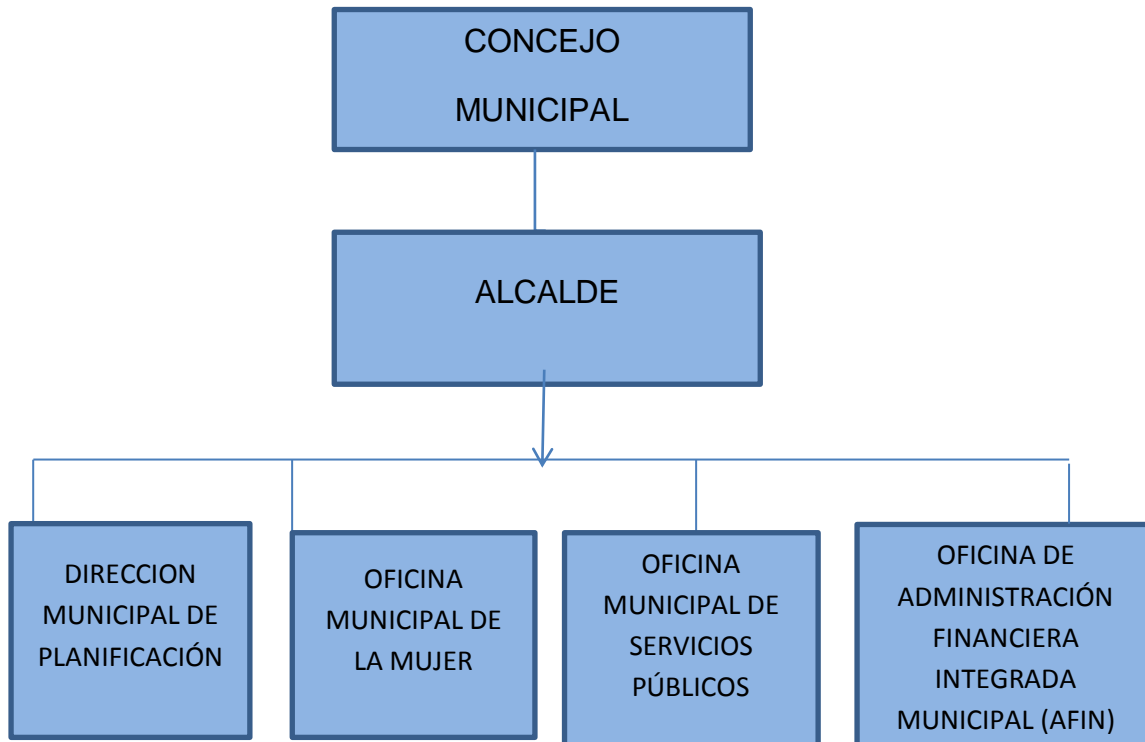 CONCEJO
MUNICIPAL
ALCALDE
DIRECCION
MUNICIPAL DE
PLANIFICACIÓN
OFICINA
MUNICIPAL DE
LA MUJER
OFICINA
MUNICIPAL DE
SERVICIOS
PÚBLICOS
OFICINA DE
ADMINISTRACIÓN
FINANCIERA
INTEGRADA
MUNICIPAL (AFIN)